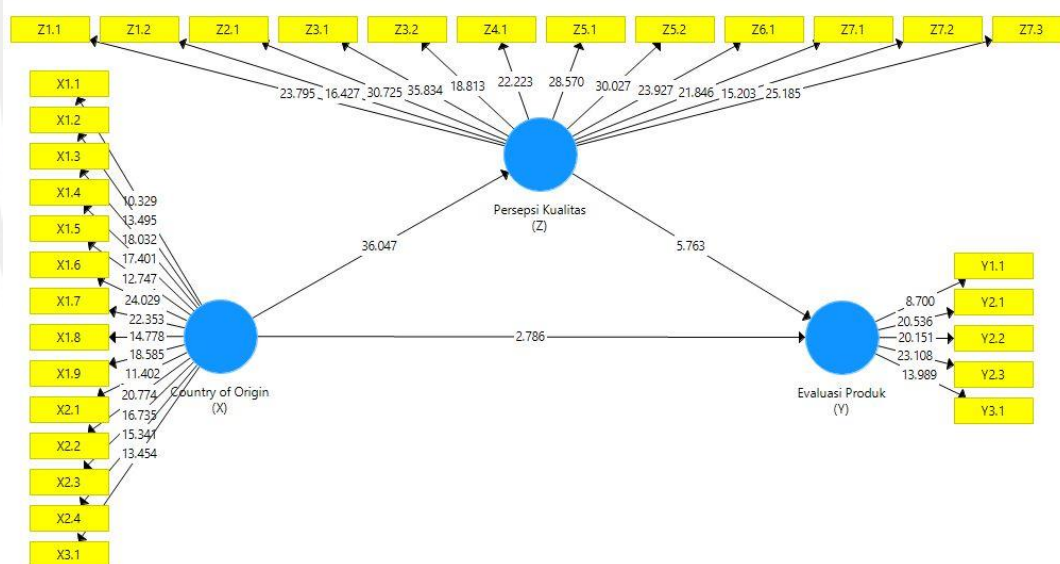 Z1.1 Z1.2 Z2.1 Z3.1 Z3.2 Z4.1 Z5.1 Z5.2 Z6.1 Z7.1 Z7.2 Z7.3
23.795 16.427 30.725 35.834 18.813 22.223 28.570 30.027 23.927 21.846 15.203 25.185
Persepsi Kualitas
(Z)
X1.1
X1.2
X1.3
X1.4
X1.5
X1.6
X1.7
X1.8
X1.9
X2.1
X2.2
X2.3
X2.4
X3.1
10.329
13.495
18.032
17.401
12.747
24.029
22.353
14.778
18.585
11.402
20.774
16.735
15.341
13.454
Country of Origin
(X)
36.047
5.763
2.786
Evaluasi Produk
(Y)
8.700
20.536
20.151
23.108
13.989
Y1.1
Y2.1
Y2.2
Y2.3
Y3.1